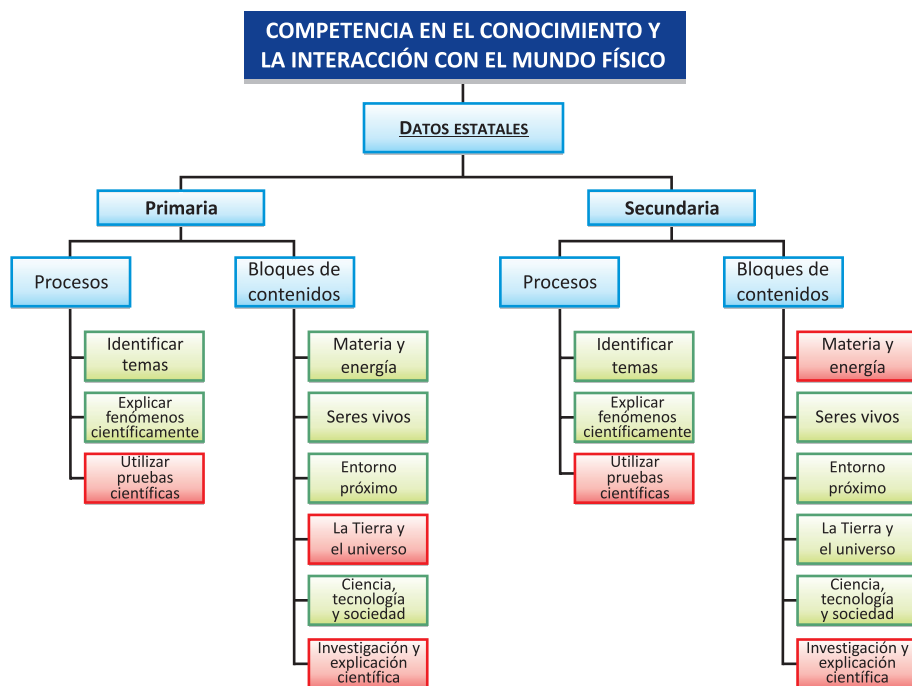 COMPETENCIA EN EL CONOCIMIENTO Y
LA INTERACCIÓN CON EL MUNDO FÍSICO
DATOS ESTATALES
Primaria
Secundaria
Procesos
Bloques de
contenidos
Procesos
Bloques de
contenidos
Identificar
temas
Explicar
fenómenos
científicamente
Utilizar
pruebas
científicas
Materia y
energía
Seres vivos
Entorno
próximo
La Tierra y
el universo
Ciencia,
tecnología
y sociedad
Investigación y
explicación
científica
Identificar
temas
Explicar
fenómenos
científicamente
Utilizar
pruebas
científicas
Materia y
energía
Seres vivos
Entorno
próximo
La Tierra y
el universo
Ciencia,
tecnología
y sociedad
Investigación y
explicación
científica